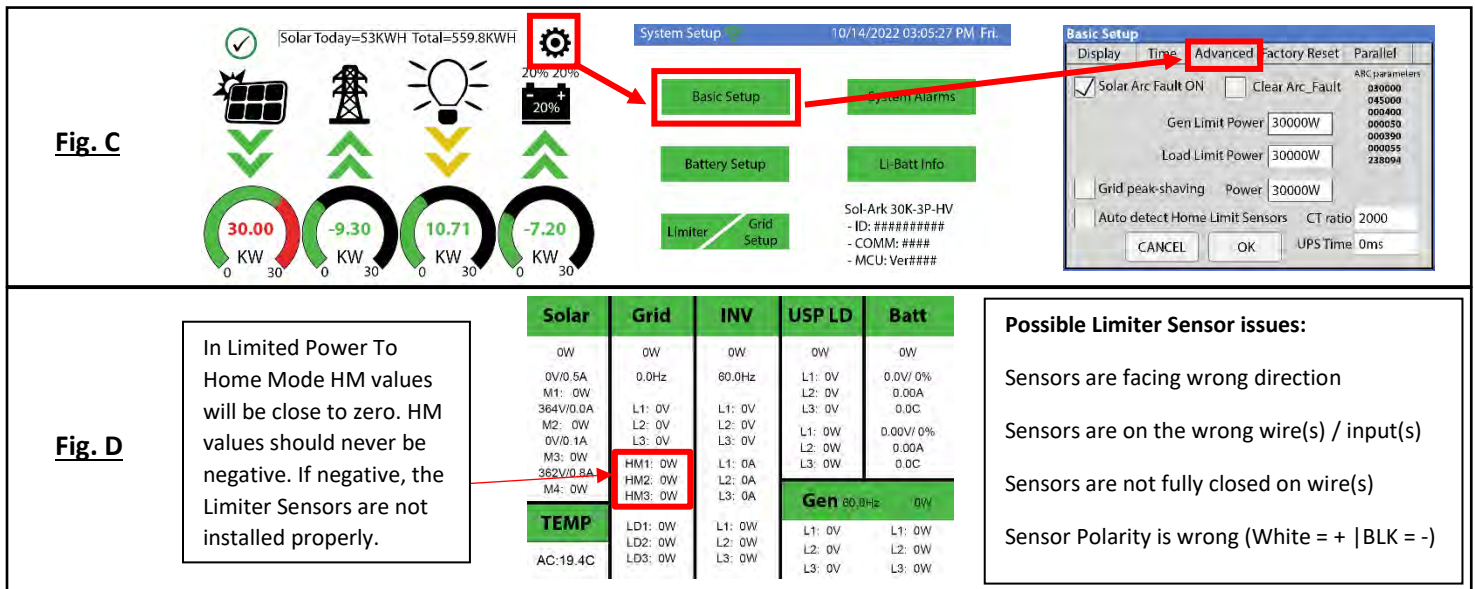 Fig. C
Solar Today=53KWH Total=559.8KWH
20% 20%
- +
20%
30.00
KW
0 30
-9.30
KW
0 30
10.71
KW
0 30
-7.20
KW
0 30
System Setup 10/14/2022 03:05:27 PM Fri.
Basic Setup System Alarms
Battery Setup Li-Batt Info
Limiter Grid Setup
Sol-Ark 30K-3P-HV
- ID: ##########
- COMM: ####
- MCU: Ver####
Basic Setup
Display Time Advanced Factory Reset Parallel
Solar Arc Fault ON Clear Arc_Fault
ARC parameters
030000
045000
000400
000050
000390
000055
238094
Gen Limit Power 30000W
Load Limit Power 30000W
Grid peak-shaving Power 30000W
Auto detect Home Limit Sensors CT ratio 2000
CANCEL OK UPS Time 0ms
Fig. D
In Limited Power To
Home Mode HM values
will be close to zero. HM
values should never be
negative. If negative, the
Limiter Sensors are not
installed properly.
Solar
0W
0V/0.5A
M1: 0W
364V/0.0A
M2: 0W
0V/0.1A
M3: 0W
362V/0.8A
M4: 0W
TEMP
AC:19.4C
Grid
0W
0.0Hz
L1: 0V
L2: 0V
L3: 0V
HM1: 0W
HM2: 0W
HM3: 0W
LD1: 0W
LD2: 0W
LD3: 0W
INV
0W
60.0Hz
L1: 0V
L2: 0V
L3: 0V
L1: 0A
L2: 0A
L3: 0A
L1: 0W
L2: 0W
L3: 0W
USP LD
0W
L1: 0V
L2: 0V
L3: 0V
L1: 0W
L2: 0W
L3: 0W
Batt
0W
0.0V/ 0%
0.00A
0.0C
0.00V/ 0%
0.00A
0.0C
Gen 60.0Hz 0W
L1: 0V L1: 0W
L2: 0V L2: 0W
L3: 0V L3: 0W
Possible Limiter Sensor issues:
Sensors are facing wrong direction
Sensors are on the wrong wire(s) / input(s)
Sensors are not fully closed on wire(s)
Sensor Polarity is wrong (White = + |BLK = -)